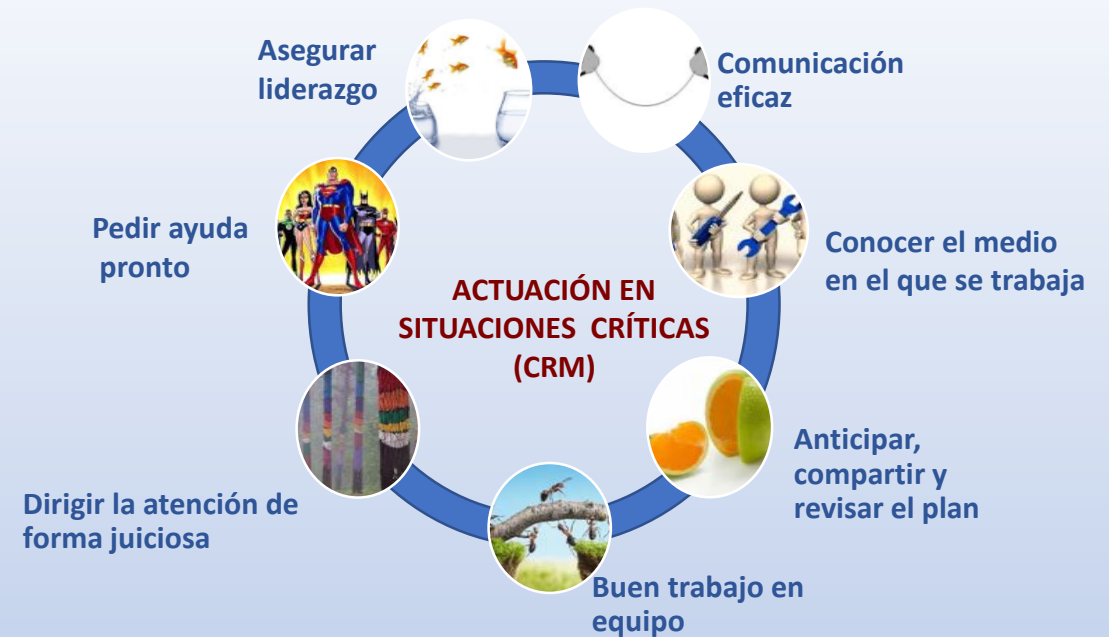 Asegurar
liderazgo
Comunicación
eficaz
Pedir ayuda
pronto
Conocer el medio
en el que se trabaja
ACTUACIÓN EN
SITUACIONES CRÍTICAS
(CRM)
Anticipar,
compartir y
revisar el plan
Dirigir la atención de
forma juiciosa
Buen trabajo en
equipo